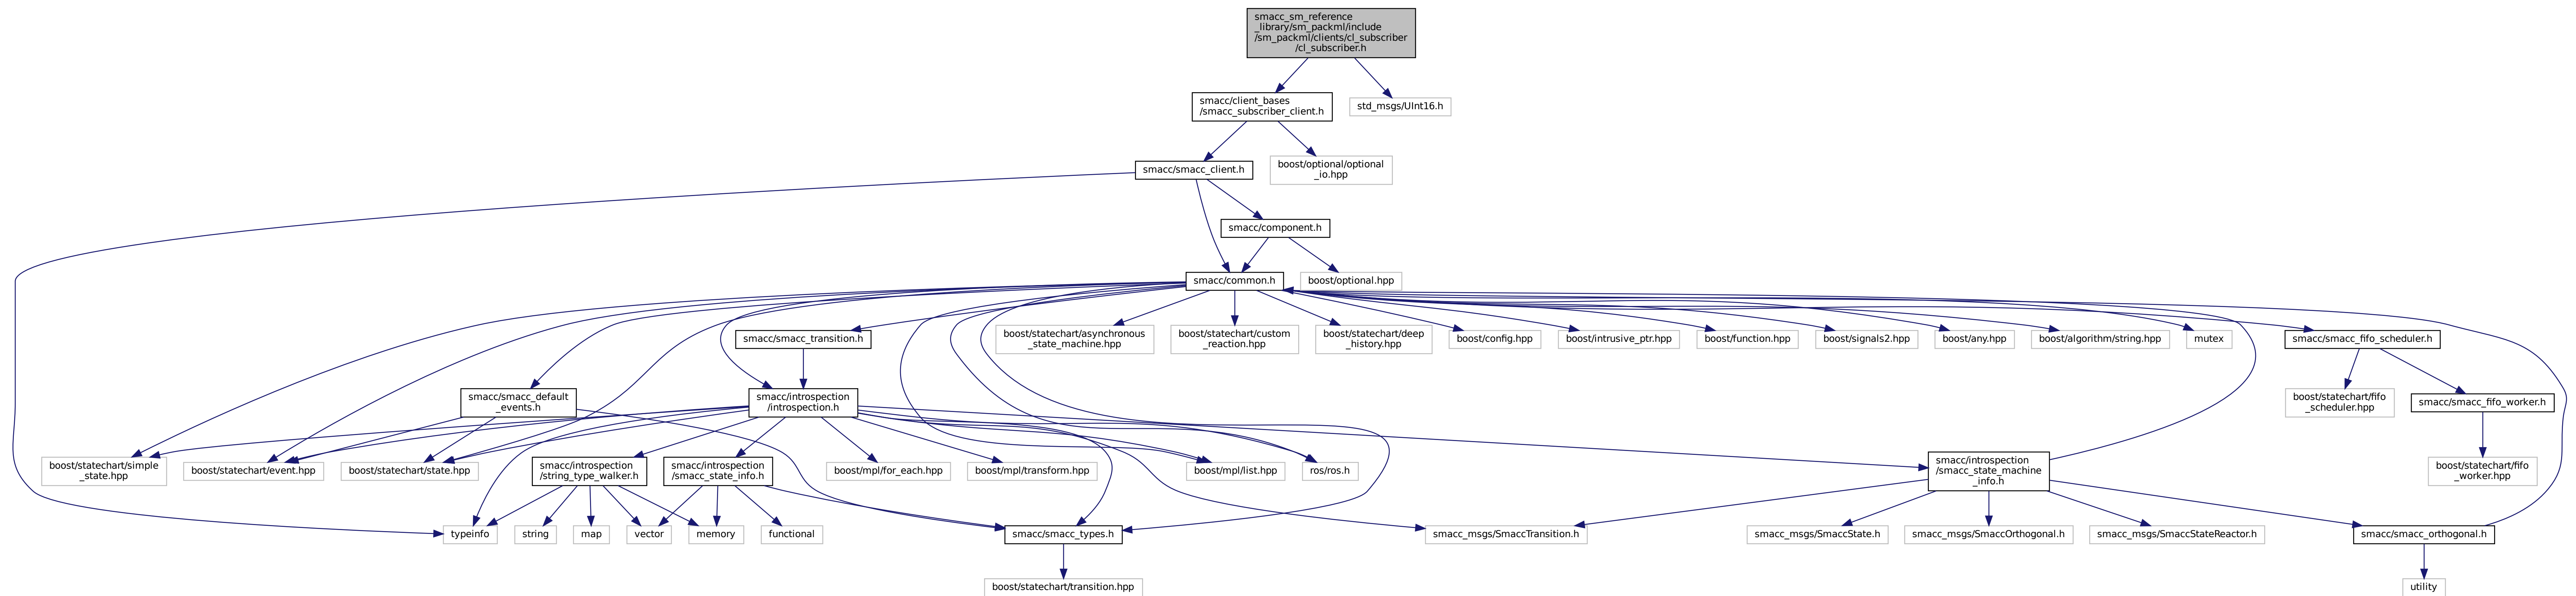 smacc_sm_reference
_library/sm_packml/include
/sm_packml/clients/cl_subscriber
/cl_subscriber.h
smacc/client_bases
/smacc_subscriber_client.h
std_msgs/UInt16.h
smacc/smacc_client.h
boost/optional/optional
_io.hpp
smacc/component.h
smacc/common.h
boost/optional.hpp
smacc/smacc_transition.h
boost/statechart/asynchronous
_state_machine.hpp
boost/statechart/custom
_reaction.hpp
boost/statechart/deep
_history.hpp
boost/config.hpp
boost/intrusive_ptr.hpp
boost/function.hpp
boost/signals2.hpp
boost/any.hpp
boost/algorithm/string.hpp
mutex
smacc/smacc_fifo_scheduler.h
smacc/smacc_default
_events.h
smacc/introspection
/introspection.h
boost/statechart/fifo
_scheduler.hpp
smacc/smacc_fifo_worker.h
boost/statechart/simple
_state.hpp
boost/statechart/event.hpp
boost/statechart/state.hpp
smacc/introspection
/string_type_walker.h
smacc/introspection
/smacc_state_info.h
boost/mpl/for_each.hpp
boost/mpl/transform.hpp
boost/mpl/list.hpp
ros/ros.h
smacc/introspection
/smacc_state_machine
_info.h
boost/statechart/fifo
_worker.hpp
typeinfo
string
map
vector
memory
functional
smacc/smacc_types.h
smacc_msgs/SmaccTransition.h
smacc_msgs/SmaccState.h
smacc_msgs/SmaccOrthogonal.h
smacc_msgs/SmaccStateReactor.h
smacc/smacc_orthogonal.h
boost/statechart/transition.hpp
utility